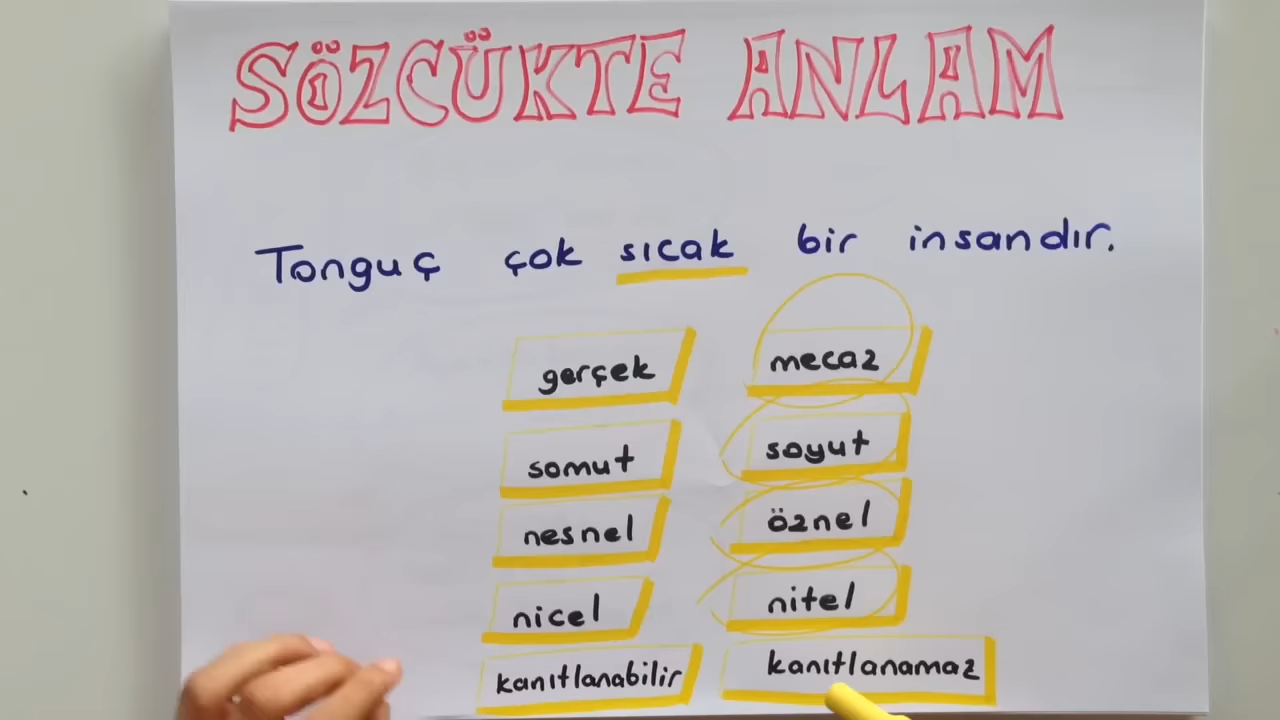 SÖZCÜKTE ANLAM
Tonguç çok sıcak bir insandır.
gerçek mecaz
somut soyut
nesnel öznel
nicel nitel
kanıtlanabilir kanıtlanamaz